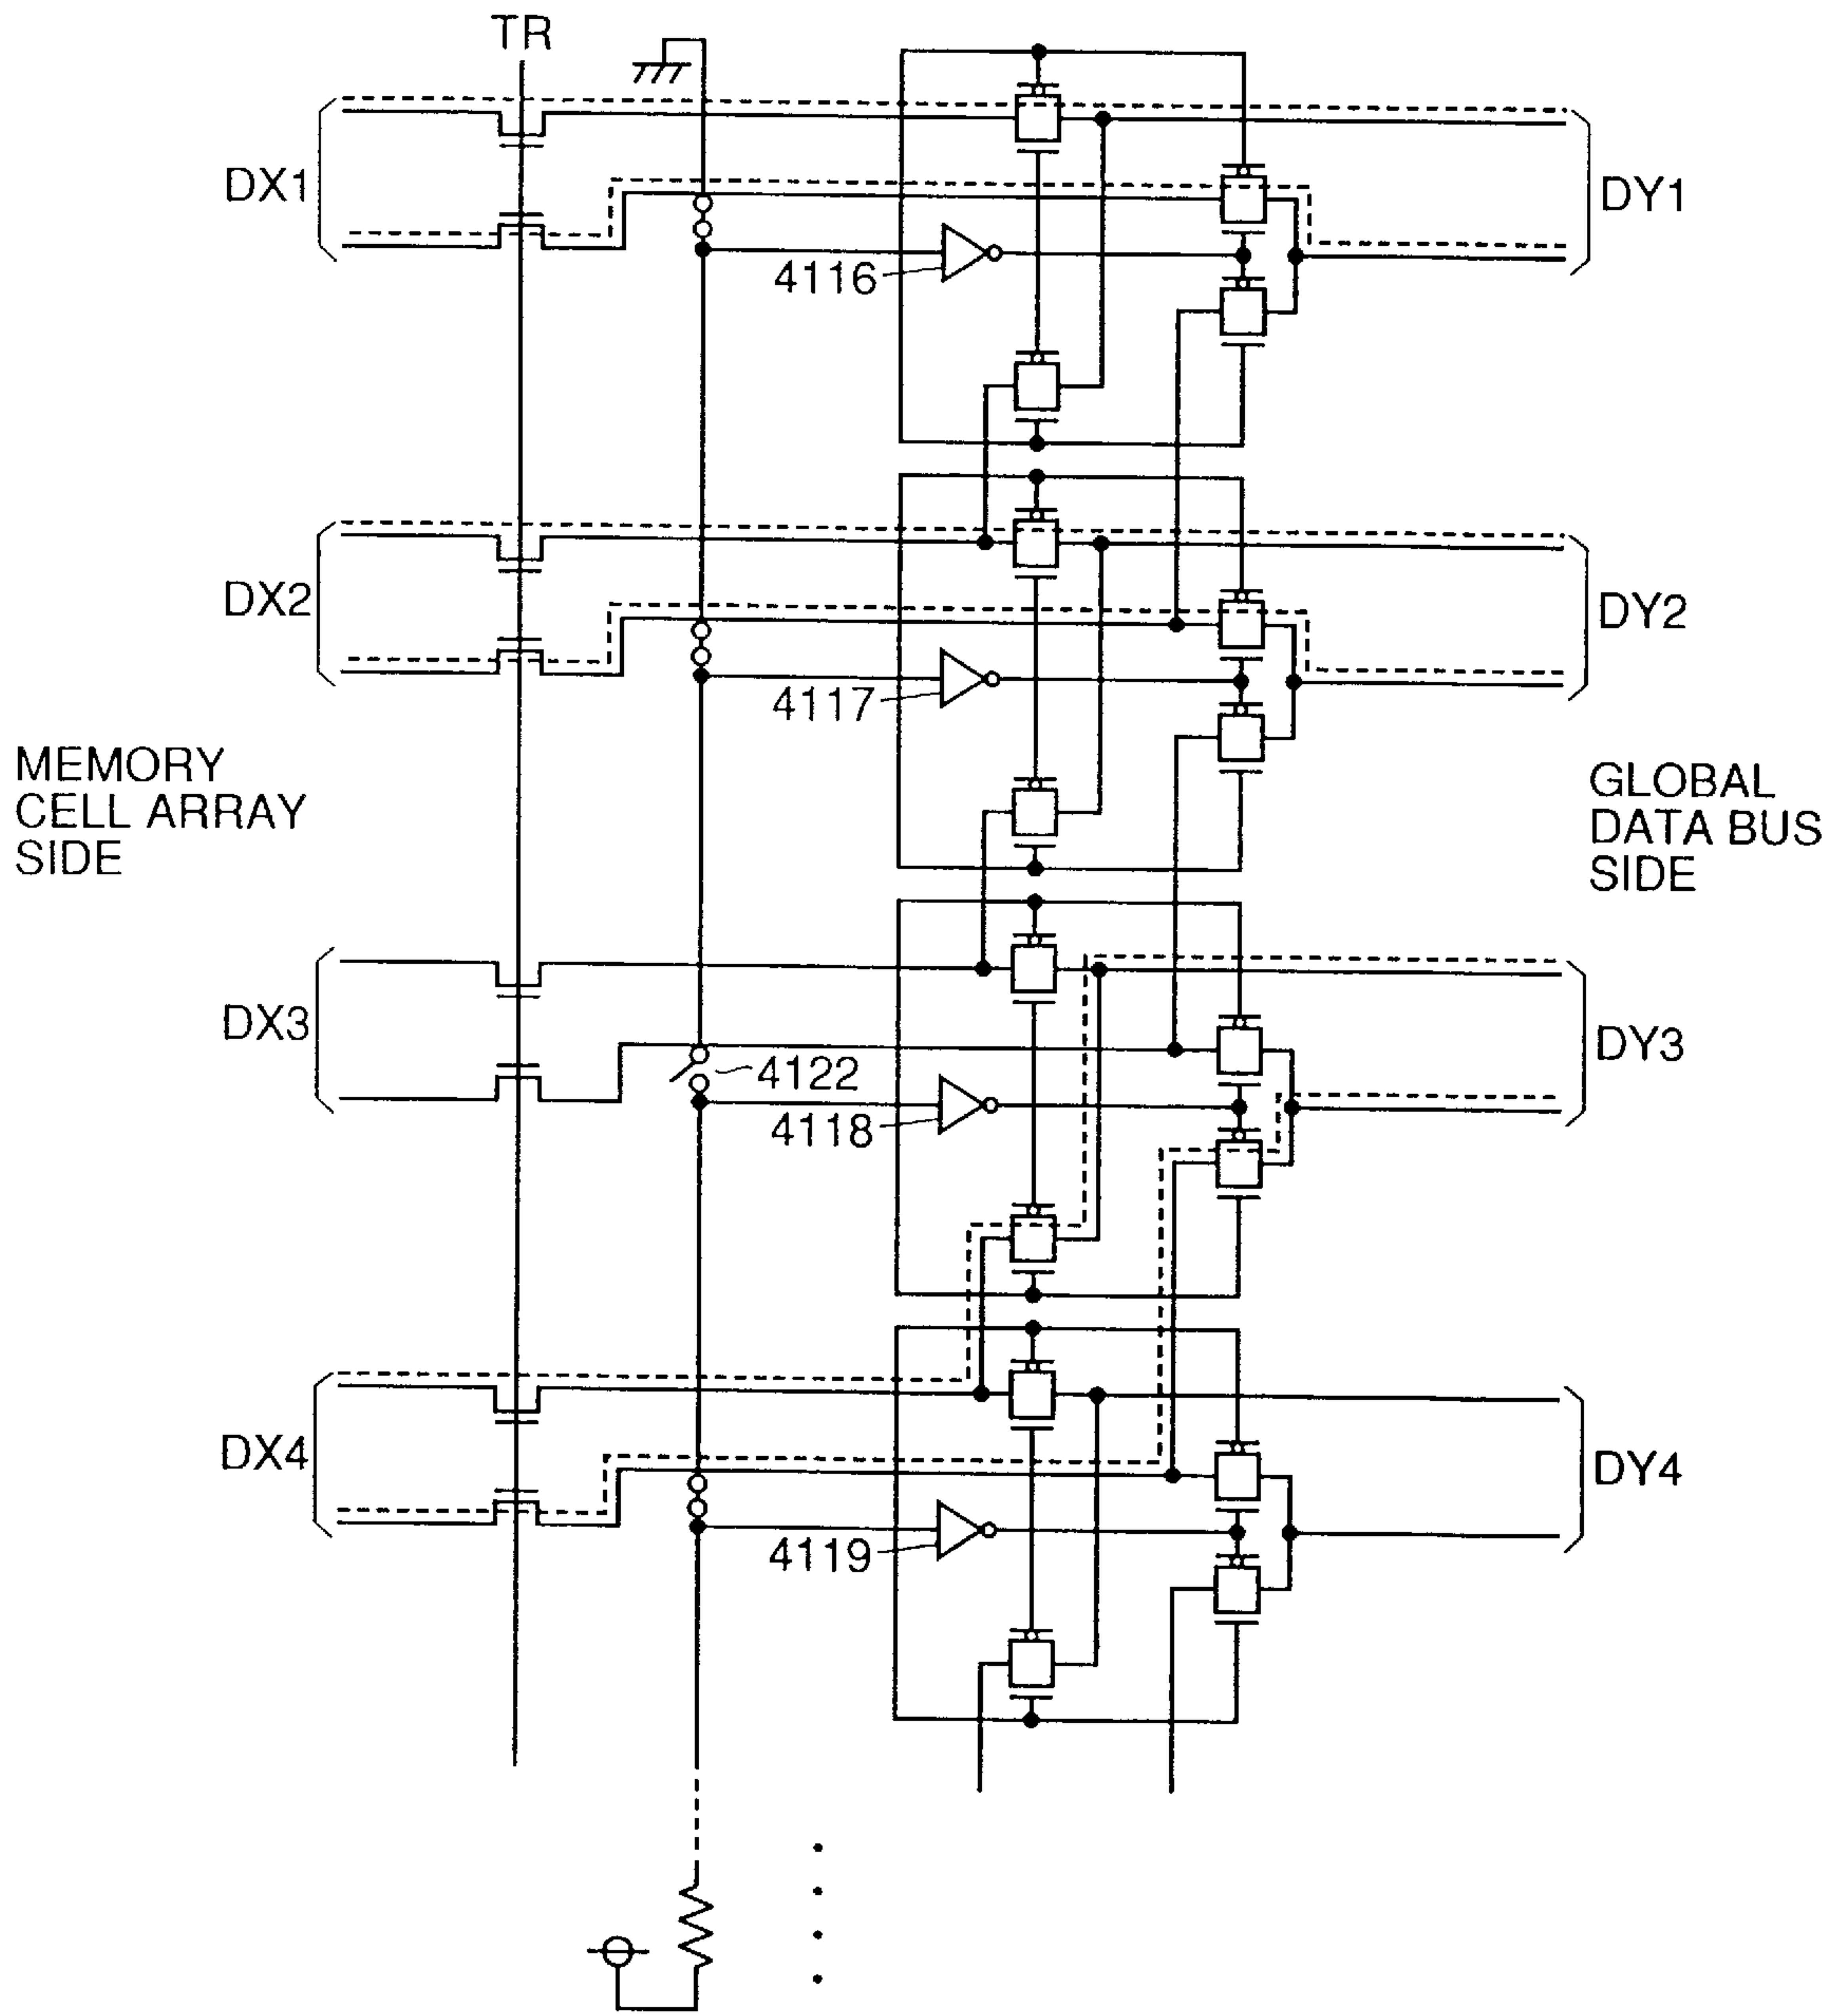 TR
DX1
DY1
4116
DX2
DY2
4117
MEMORY
CELL ARRAY
SIDE
GLOBAL
DATA BUS
SIDE
DX3
DY3
4122
4118
DX4
DY4
4119